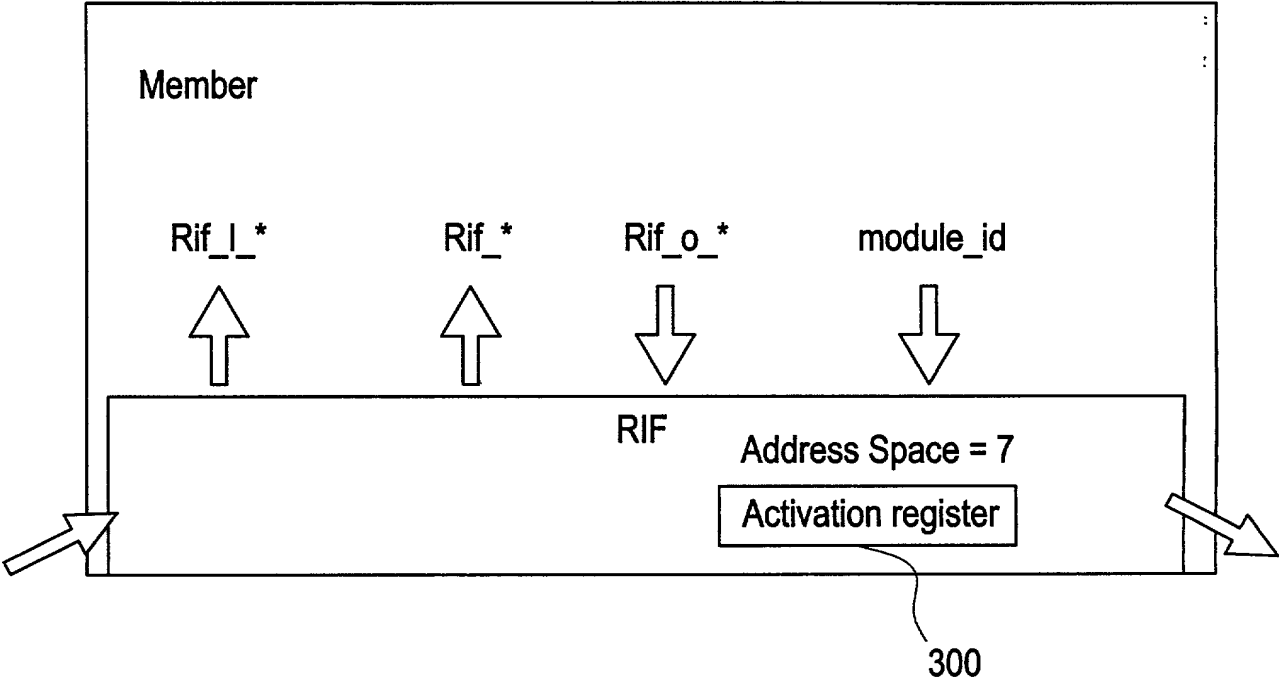 Member
Rif_I_* Rif_* Rif_o_* module_id
RIF
Address Space = 7
Activation register
300